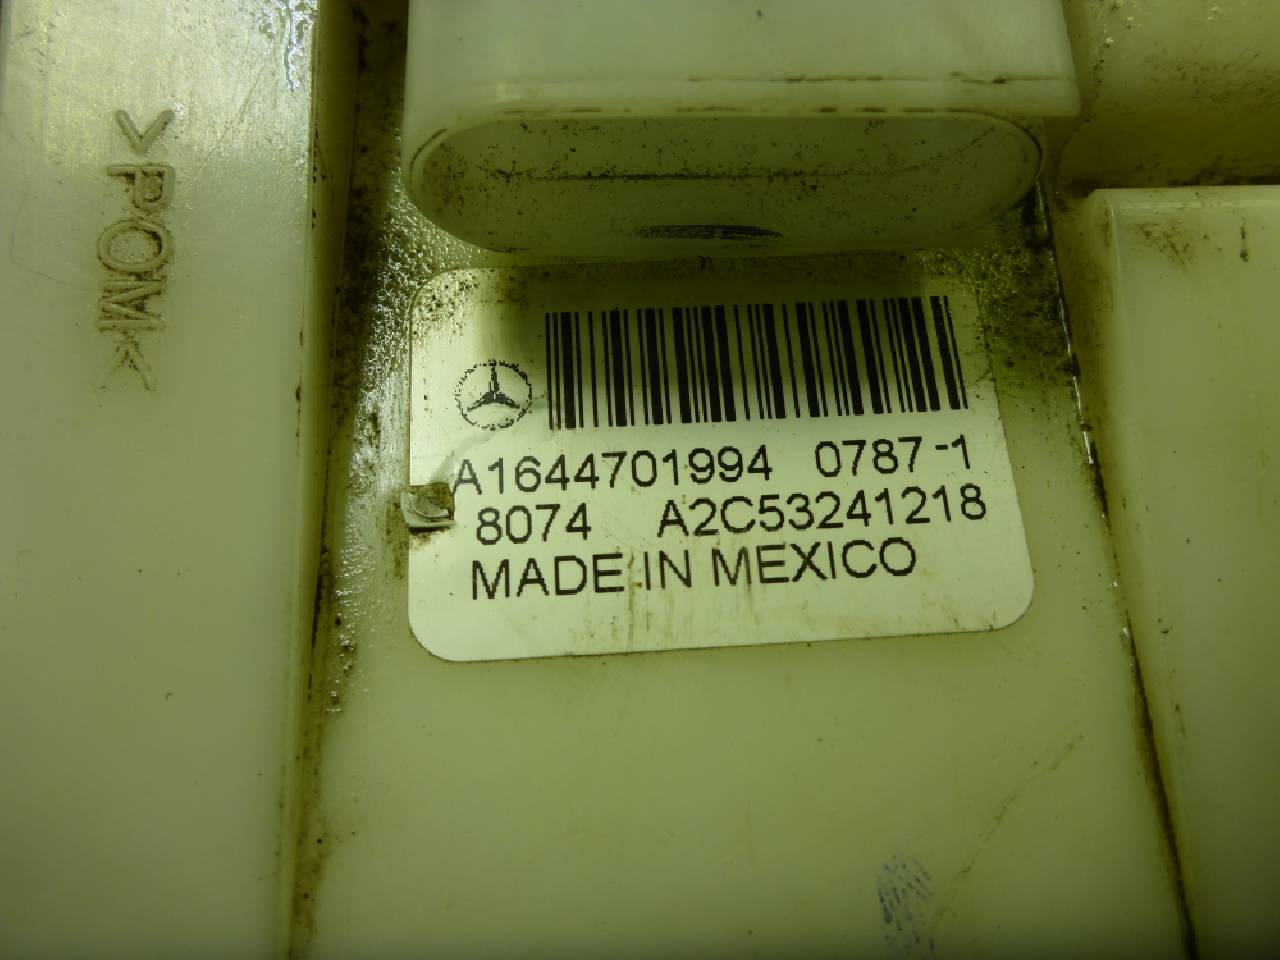 >POM<
A1644701994 0787-1
8074 A2C53241218
MADE IN MEXICO